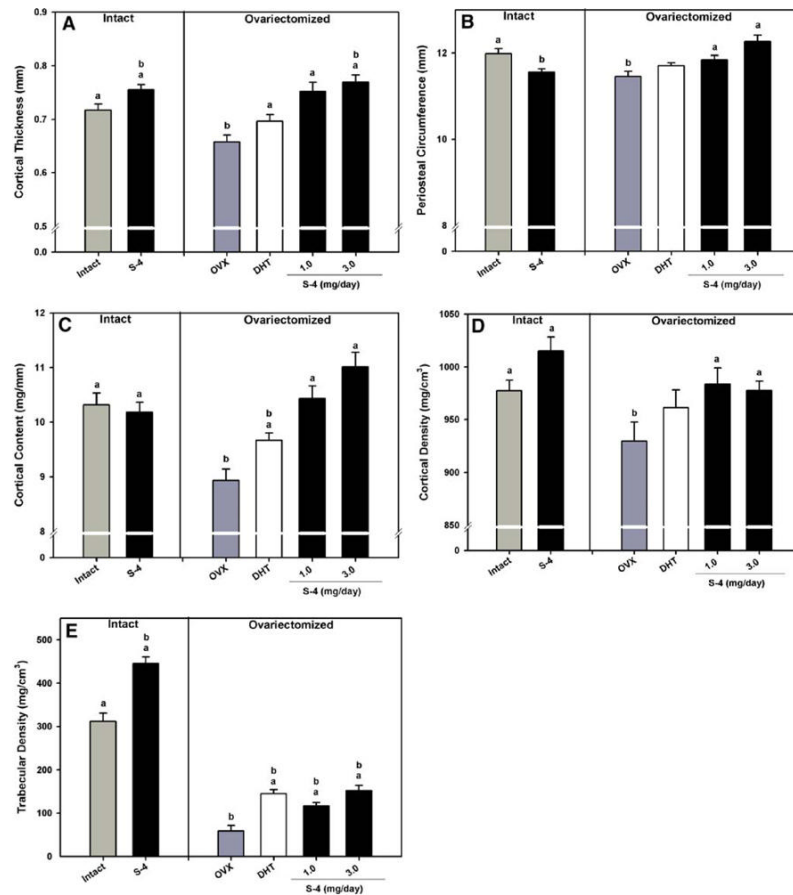 A
Intact
Ovariectomized
Cortical Thickness (mm)
0.9
0.8
0.7
0.6
0.5
0.0
a
b
a
b
a
a
b
a
Intact
S-4
OVX
DHT
1.0
3.0
S-4 (mg/day)
B
Intact
Ovariectomized
Periosteal Circumference (mm)
12
11
8
0
a
b
b
a
a
Intact
S-4
OVX
DHT
1.0
3.0
S-4 (mg/day)
C
Intact
Ovariectomized
Cortical Content (mg/mm)
12
11
10
9
8
0
a
a
b
b
a
a
a
Intact
S-4
OVX
DHT
1.0
3.0
S-4 (mg/day)
D
Intact
Ovariectomized
Cortical Density (mg/cm³)
1050
1000
950
900
850
0
a
a
b
a
a
Intact
S-4
OVX
DHT
1.0
3.0
S-4 (mg/day)
E
Intact
Ovariectomized
Trabecular Density (mg/cm³)
500
400
300
200
100
0
a
b
a
b
b
a
b
a
b
a
Intact
S-4
OVX
DHT
1.0
3.0
S-4 (mg/day)